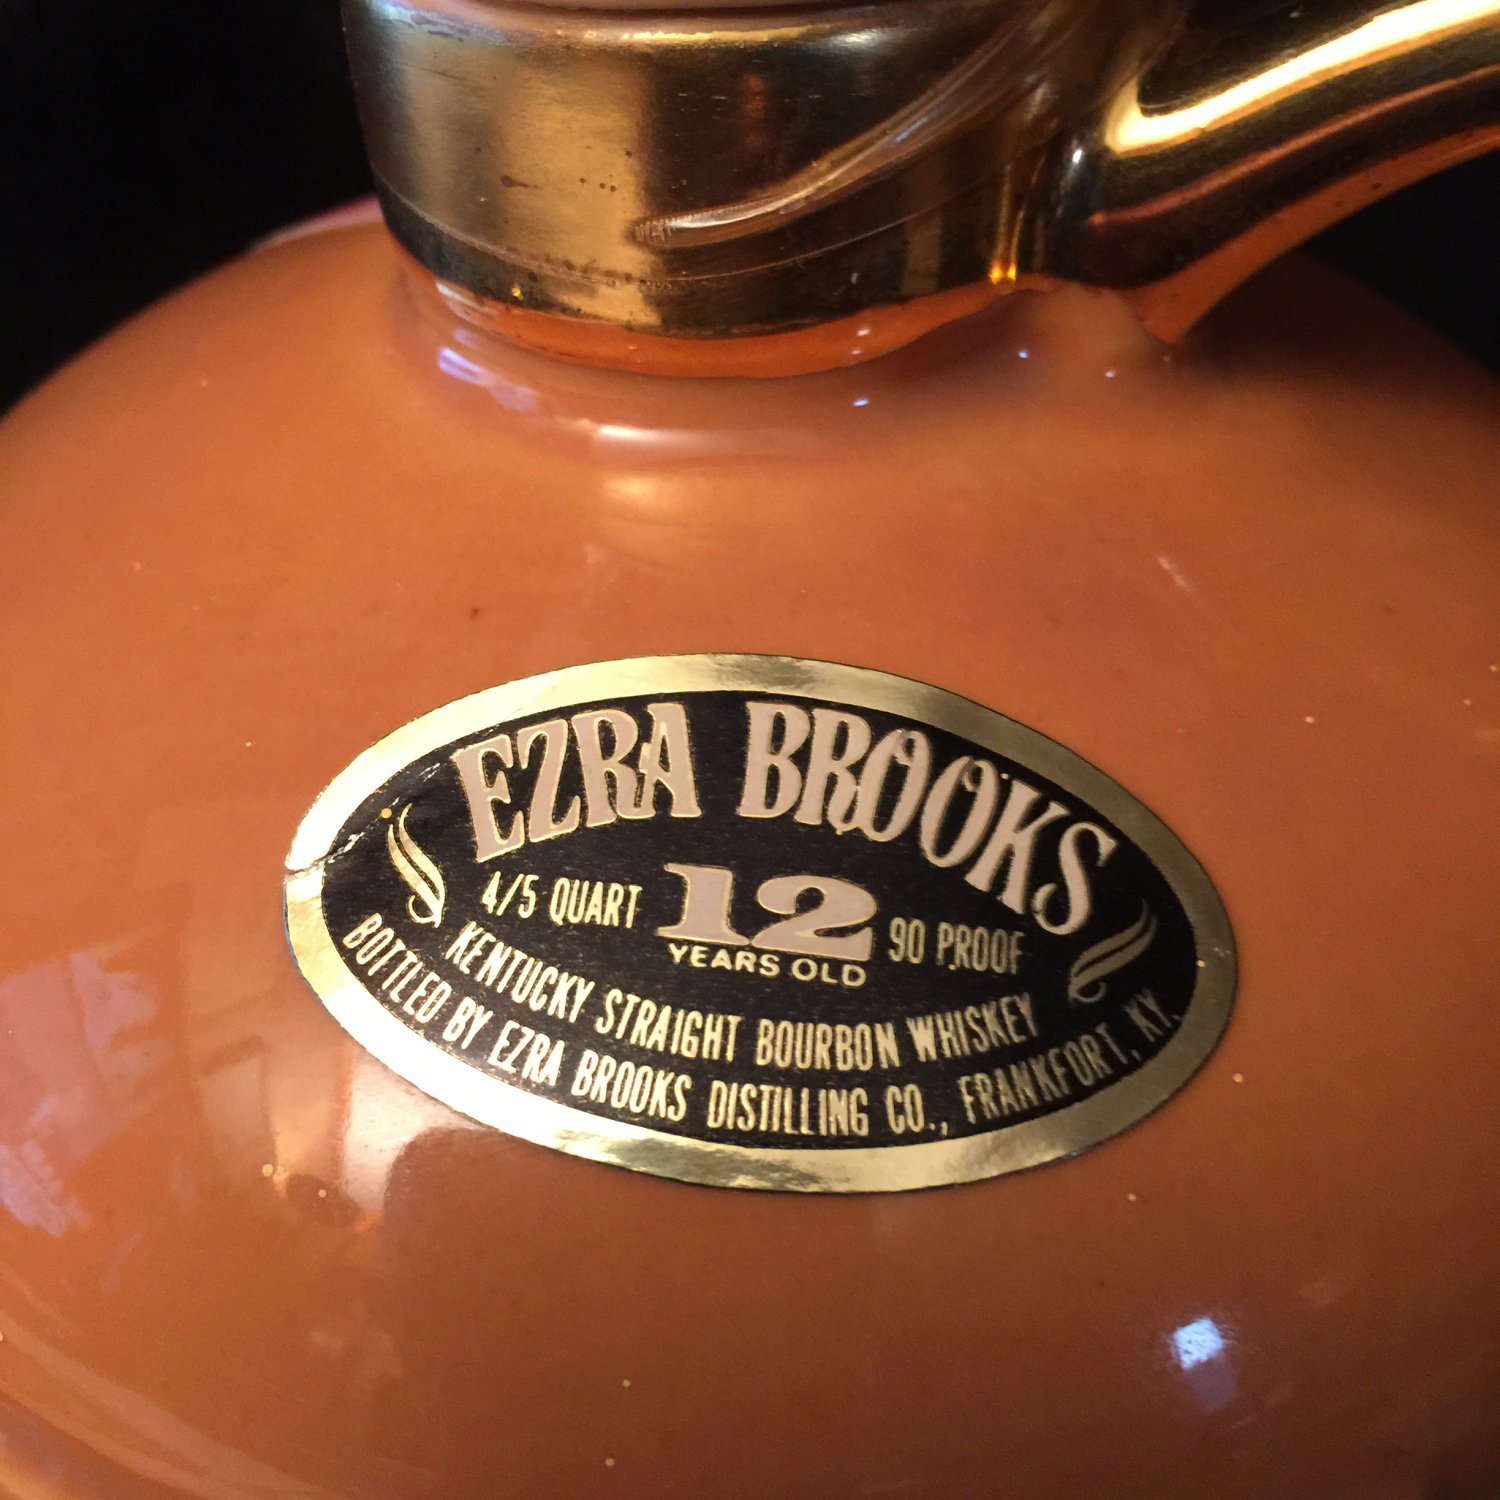 EZRA BROOKS
4/5 QUART 12 90 PROOF
YEARS OLD
KENTUCKY STRAIGHT BOURBON WHISKEY
BOTTLED BY EZRA BROOKS DISTILLING CO., FRANKFORT, KY.